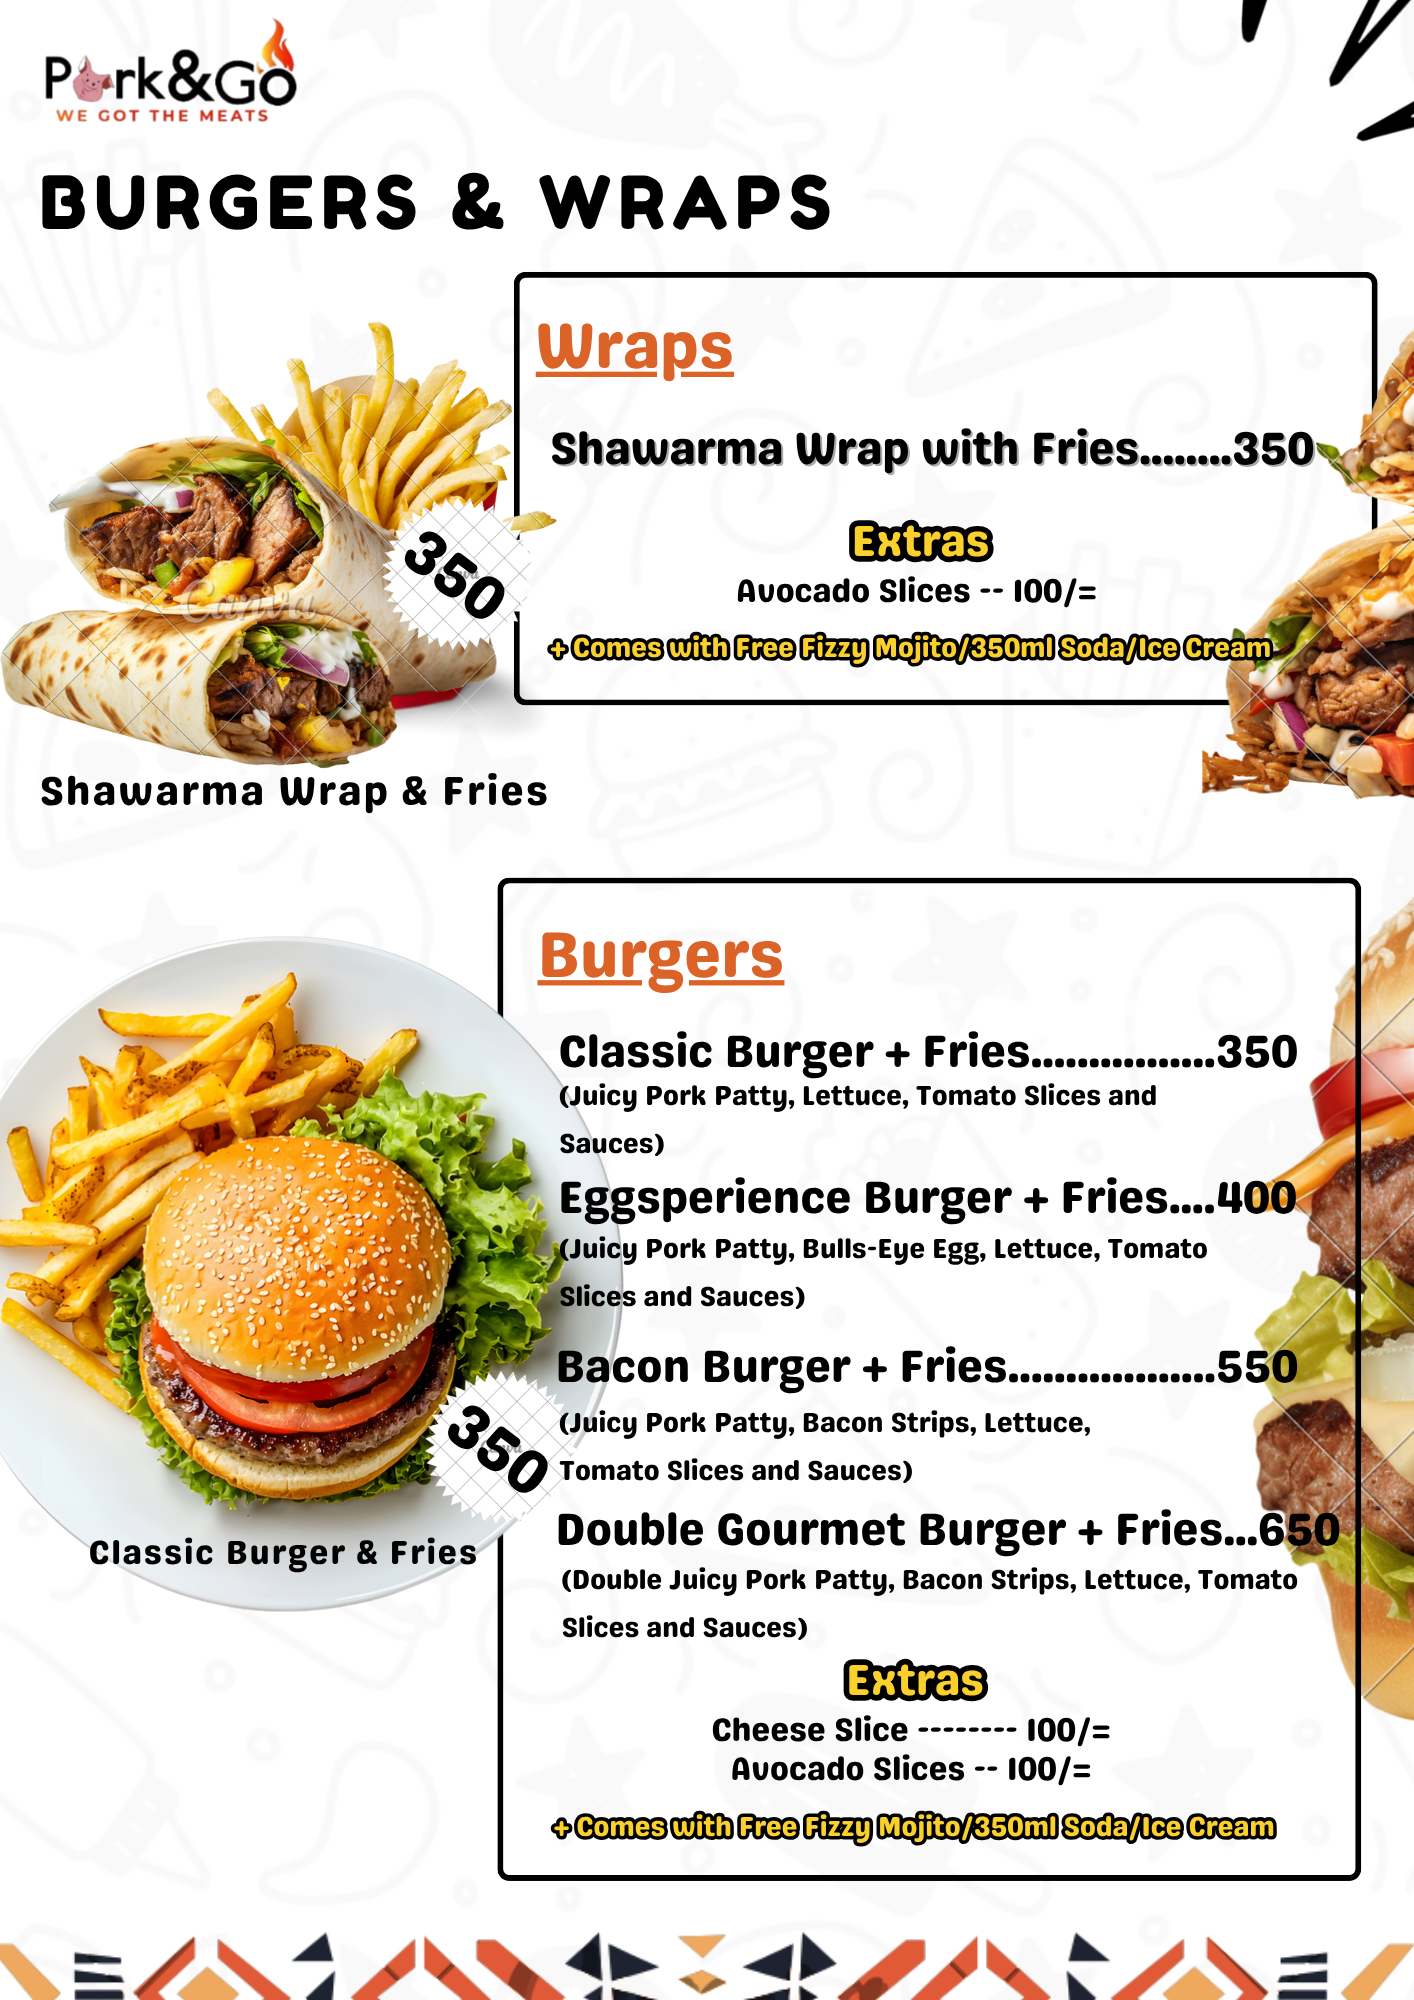 Pork&Go
WE GOT THE MEATS
BURGERS & WRAPS
Wraps
Shawarma Wrap with Fries........350
Extras
Avocado Slices -- 100/=
+ Comes with Free Fizzy Mojito/350ml Soda/Ice Cream
350
Canva
Shawarma Wrap & Fries
Burgers
Classic Burger + Fries................350
(Juicy Pork Patty, Lettuce, Tomato Slices and
Sauces)
Eggsperience Burger + Fries....400
(Juicy Pork Patty, Bulls-Eye Egg, Lettuce, Tomato
Slices and Sauces)
Bacon Burger + Fries..................550
(Juicy Pork Patty, Bacon Strips, Lettuce,
Tomato Slices and Sauces)
Double Gourmet Burger + Fries...650
(Double Juicy Pork Patty, Bacon Strips, Lettuce, Tomato
Slices and Sauces)
Extras
Cheese Slice -------- 100/=
Avocado Slices -- 100/=
+ Comes with Free Fizzy Mojito/350ml Soda/Ice Cream
350
Classic Burger & Fries